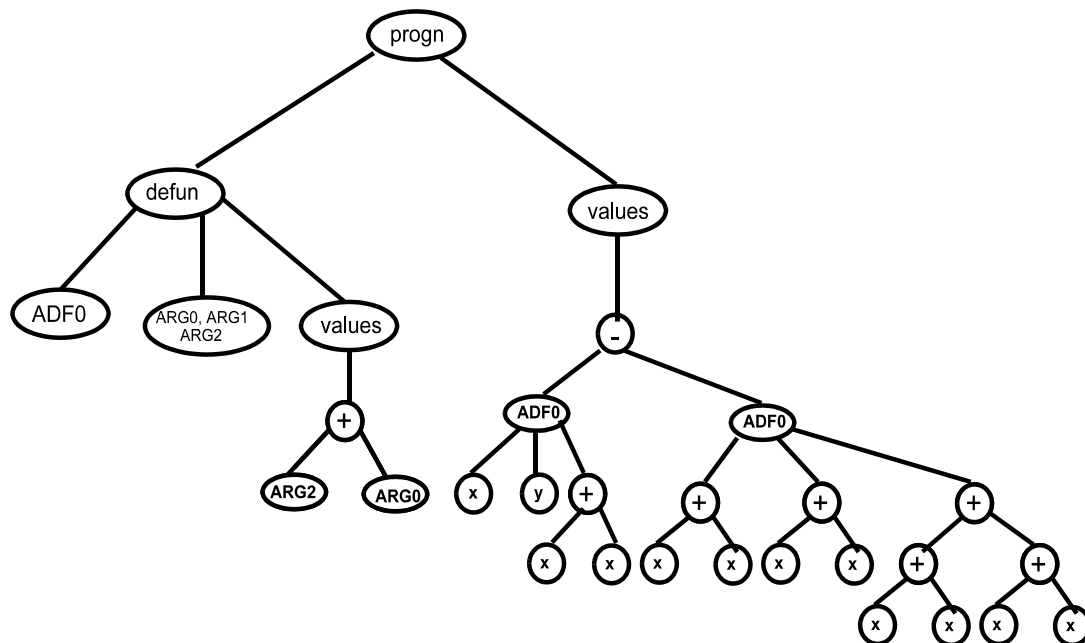 progn
defun
values
ADF0
ARG0, ARG1
ARG2
values
-
+
ADF0
ADF0
ARG2
ARG0
x
y
+
+
+
+
x
x
x
x
x
x
+
+
x
x
x
x